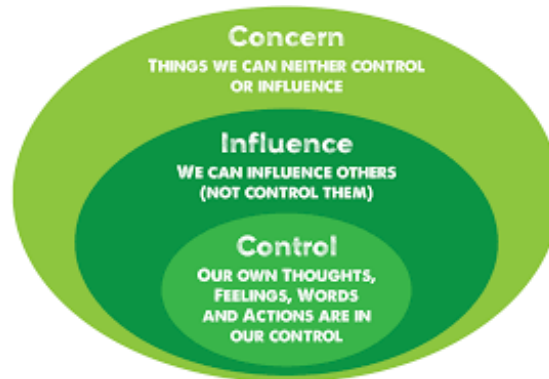 Concern
THINGS WE CAN NEITHER CONTROL
OR INFLUENCE
Influence
WE CAN INFLUENCE OTHERS
(NOT CONTROL THEM)
Control
OUR OWN THOUGHTS,
FEELINGS, WORDS
AND ACTIONS ARE IN
OUR CONTROL